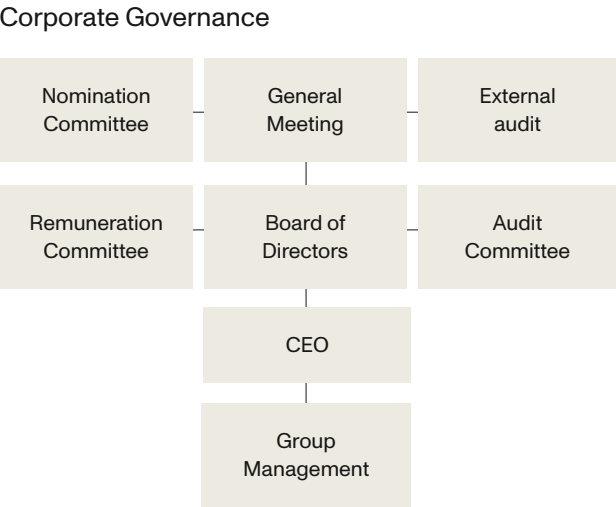 Corporate Governance
Nomination
Committee
General
Meeting
External
audit
Remuneration
Committee
Board of
Directors
Audit
Committee
CEO
Group
Management